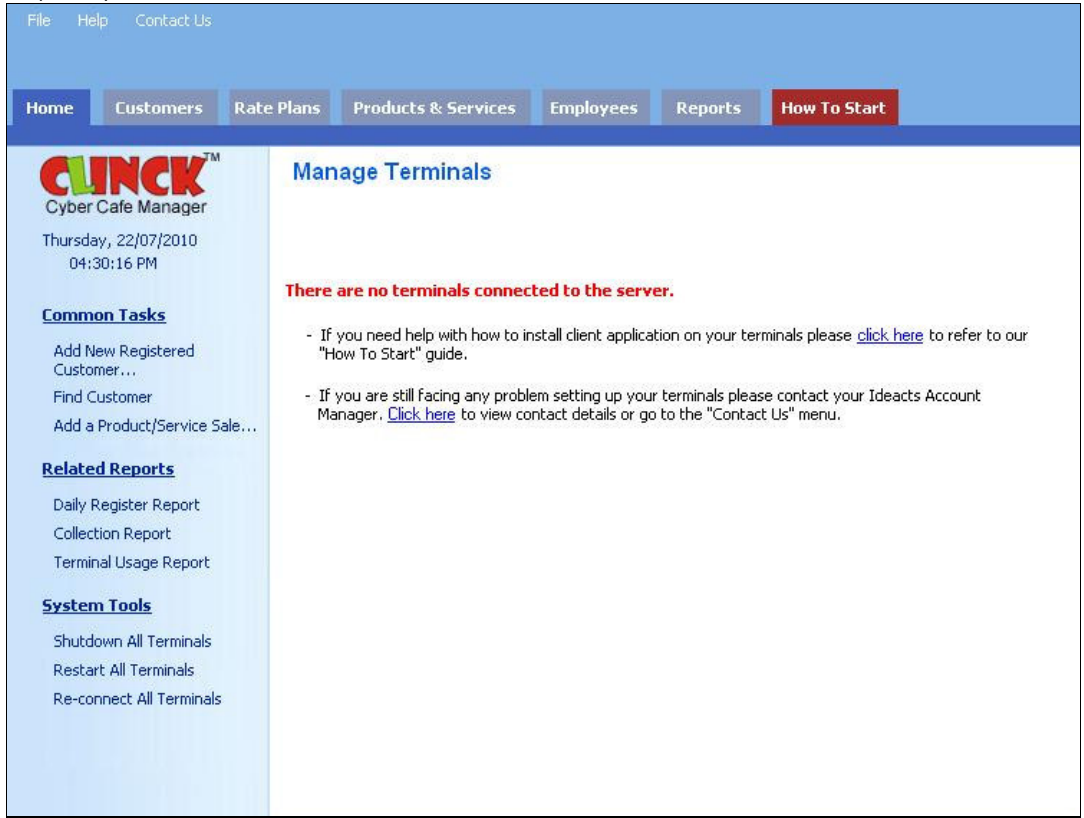 File Help Contact Us
Home Customers Rate Plans Products & Services Employees Reports How To Start
CLINCK™
Cyber Cafe Manager
Thursday, 22/07/2010
04:30:16 PM
Common Tasks
Add New Registered
Customer...
Find Customer
Add a Product/Service Sale...
Related Reports
Daily Register Report
Collection Report
Terminal Usage Report
System Tools
Shutdown All Terminals
Restart All Terminals
Re-connect All Terminals
Manage Terminals
There are no terminals connected to the server.
- If you need help with how to install client application on your terminals please click here to refer to our
"How To Start" guide.
- If you are still facing any problem setting up your terminals please contact your Ideacts Account
Manager. Click here to view contact details or go to the "Contact Us" menu.